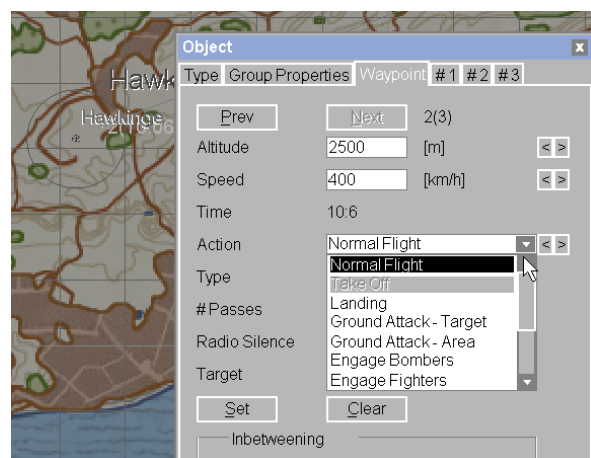 Object x
Type Group Properties Waypoint #1 #2 #3
Hawk
Hawkinge
Prev Next 2(3)
Altitude 2500 [m] < >
Speed 400 [km/h] < >
Time 10:6
Action Normal Flight < >
Normal Flight
Take Off
Type
Landing
# Passes
Ground Attack - Target
Radio Silence
Ground Attack - Area
Engage Bombers
Target
Engage Fighters
Set Clear
Inbetweening